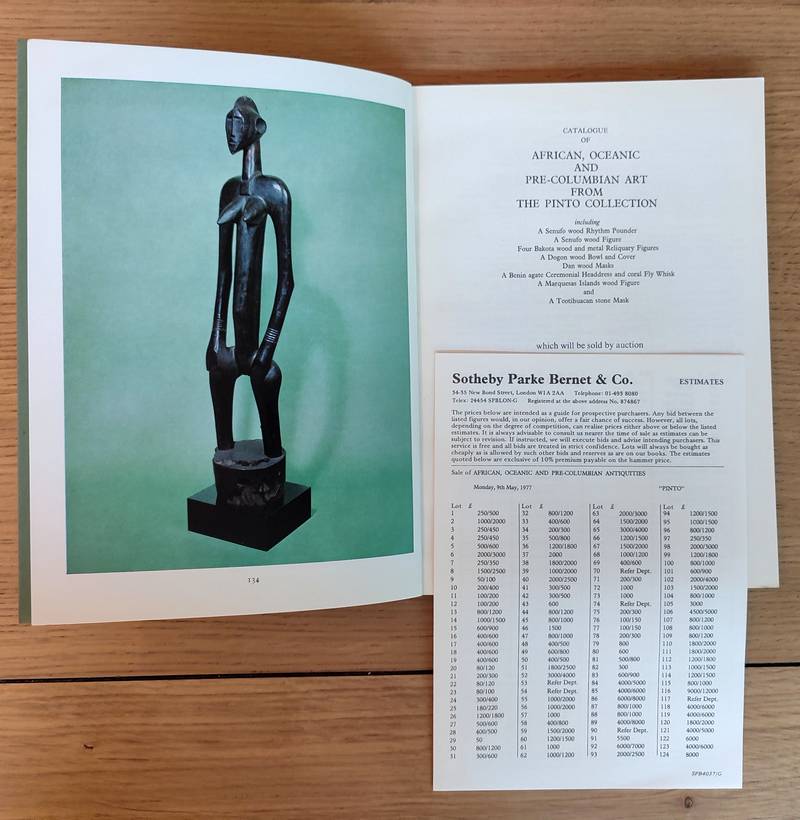 134
CATALOGUE
OF
AFRICAN, OCEANIC
AND
PRE-COLUMBIAN ART
FROM
THE PINTO COLLECTION
including
A Senufo wood Rhythm Pounder
A Senufo wood Figure
Four Bakota wood and metal Reliquary Figures
A Dogon wood Bowl and Cover
Dan wood Masks
A Benin agate Ceremonial Headdress and coral Fly Whisk
A Marquesas Islands wood Figure
and
A Teotihuacan stone Mask
which will be sold by auction
Sotheby Parke Bernet & Co. ESTIMATES
34-35 New Bond Street, London W1A 2AA Telephone: 01-493 8080
Telex: 24454 SPBLON-G Registered at the above address No. 874867
The prices below are intended as a guide for prospective purchasers. Any bid between the
listed figures would, in our opinion, offer a fair chance of success. However, all lots,
depending on the degree of competition, can realise prices either above or below the listed
estimates. It is always advisable to consult us nearer the time of sale as estimates can be
subject to revision. If instructed, we will execute bids and advise intending purchasers. This
service is free and all bids are treated in strict confidence. Lots will always be bought as
cheaply as is allowed by such other bids and reserves as are on our books. The estimates
quoted below are exclusive of 10% premium payable on the hammer price.
Sale of AFRICAN, OCEANIC AND PRE-COLUMBIAN ANTIQUITIES
Monday, 9th May, 1977 "PINTO"
Lot £ Lot £ Lot £ Lot £
1 250/500 32 800/1200 63 2000/3000 94 1200/1500
2 1000/2000 33 400/600 64 1500/2000 95 1000/1500
3 250/450 34 200/300 65 3000/4000 96 800/1200
4 250/450 35 500/800 66 1200/1500 97 250/350
5 500/600 36 1200/1800 67 1500/2000 98 2000/3000
6 2000/3000 37 2000 68 1000/1200 99 1200/1800
7 250/350 38 1800/2000 69 400/600 100 800/1000
8 1500/2500 39 1000/2000 70 Refer Dept. 101 600/900
9 50/100 40 2000/2500 71 200/300 102 2000/4000
10 200/400 41 300/500 72 1000 103 1500/2000
11 100/200 42 300/500 73 1000 104 800/1000
12 100/200 43 600 74 Refer Dept. 105 3000
13 800/1200 44 800/1200 75 200/300 106 4500/5000
14 1000/1500 45 800/1000 76 100/150 107 800/1200
15 600/900 46 1500 77 100/150 108 800/1000
16 400/600 47 800/1000 78 200/300 109 800/1200
17 400/600 48 400/500 79 800 110 1800/2000
18 400/600 49 600/800 80 600 111 1800/2000
19 400/600 50 400/500 81 500/800 112 1200/1800
20 80/120 51 1800/2500 82 300 113 1000/1500
21 200/300 52 3000/4000 83 600/900 114 1200/1500
22 80/120 53 Refer Dept. 84 4000/5000 115 800/1000
23 80/100 54 Refer Dept. 85 4000/6000 116 9000/12000
24 300/400 55 1000/2000 86 6000/8000 117 Refer Dept.
25 180/220 56 1000/2000 87 800/1000 118 4000/6000
26 1200/1800 57 1000 88 800/1000 119 4000/6000
27 500/600 58 400/800 89 4000/8000 120 1800/2000
28 400/500 59 1500/2000 90 Refer Dept. 121 4000/5000
29 50 60 1200/1500 91 5500 122 6000
30 800/1200 61 1000 92 6000/7000 123 4000/6000
31 300/600 62 1000/1200 93 2000/2500 124 8000
SPB4037/G